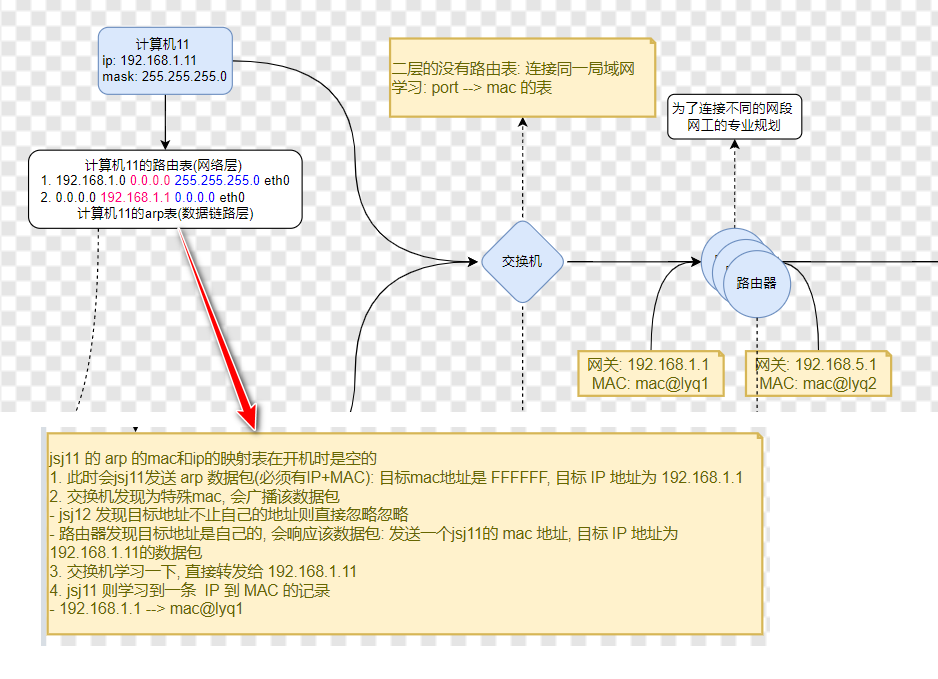 计算机11
ip: 192.168.1.11
mask: 255.255.255.0
二层的没有路由表: 连接同一局域网
学习: port --> mac 的表
为了连接不同的网段
网工的专业规划
计算机11的路由表(网络层)
1. 192.168.1.0 0.0.0.0 255.255.255.0 eth0
2. 0.0.0.0 192.168.1.1 0.0.0.0 eth0
计算机11的arp表(数据链路层)
交换机
路由器
网关: 192.168.1.1
MAC: mac@lyq1
网关: 192.168.5.1
MAC: mac@lyq2
jsj11 的 arp 的mac和ip的映射表在开机时是空的
1. 此时会jsj11发送 arp 数据包(必须有IP+MAC): 目标mac地址是 FFFFFF, 目标 IP 地址为 192.168.1.1
2. 交换机发现为特殊mac, 会广播该数据包
- jsj12 发现目标地址不止自己的地址则直接忽略忽略
- 路由器发现目标地址是自己的, 会响应该数据包: 发送一个jsj11的 mac 地址, 目标 IP 地址为
192.168.1.11的数据包
3. 交换机学习一下, 直接转发给 192.168.1.11
4. jsj11 则学习到一条 IP 到 MAC 的记录
- 192.168.1.1 --> mac@lyq1